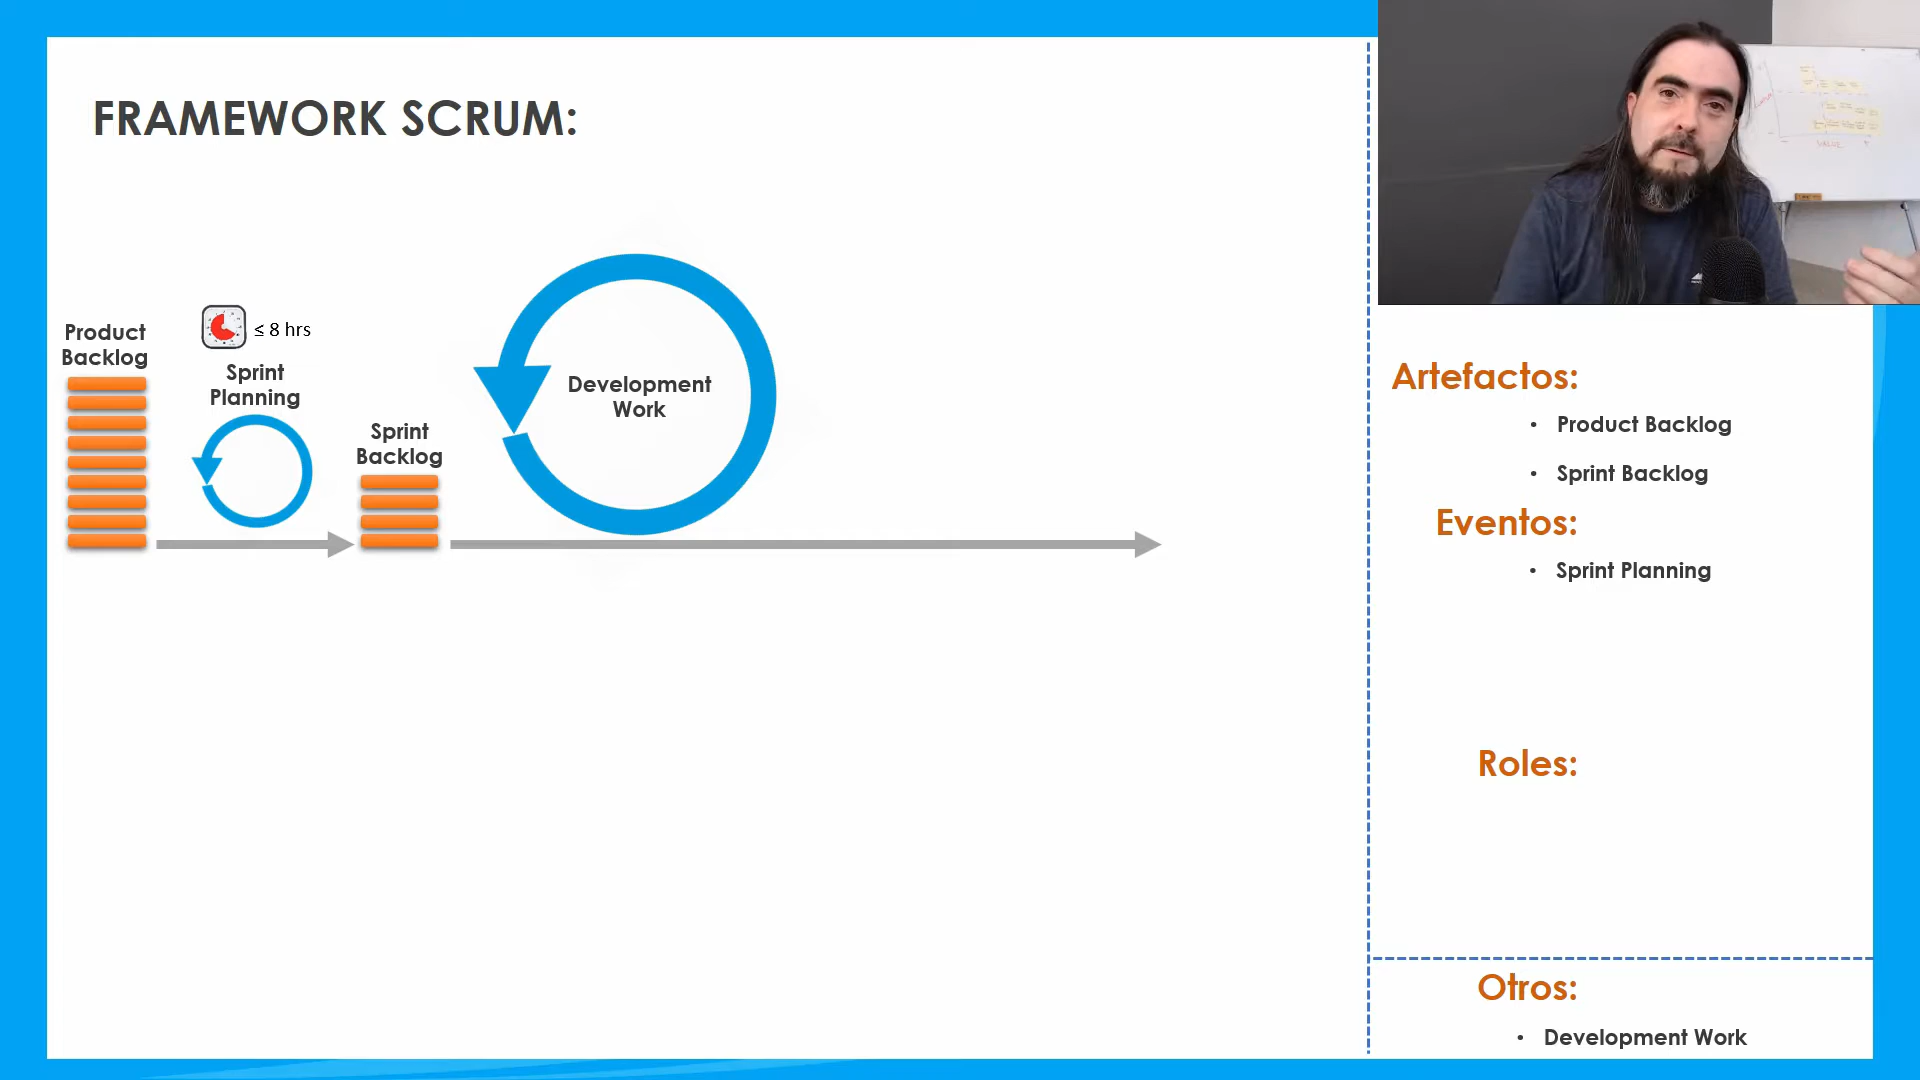 FRAMEWORK SCRUM:
Product
Backlog
≤ 8 hrs
Sprint
Planning
Sprint
Backlog
Development
Work
VALUE
Artefactos:
• Product Backlog
• Sprint Backlog
Eventos:
• Sprint Planning
Roles:
Otros:
• Development Work